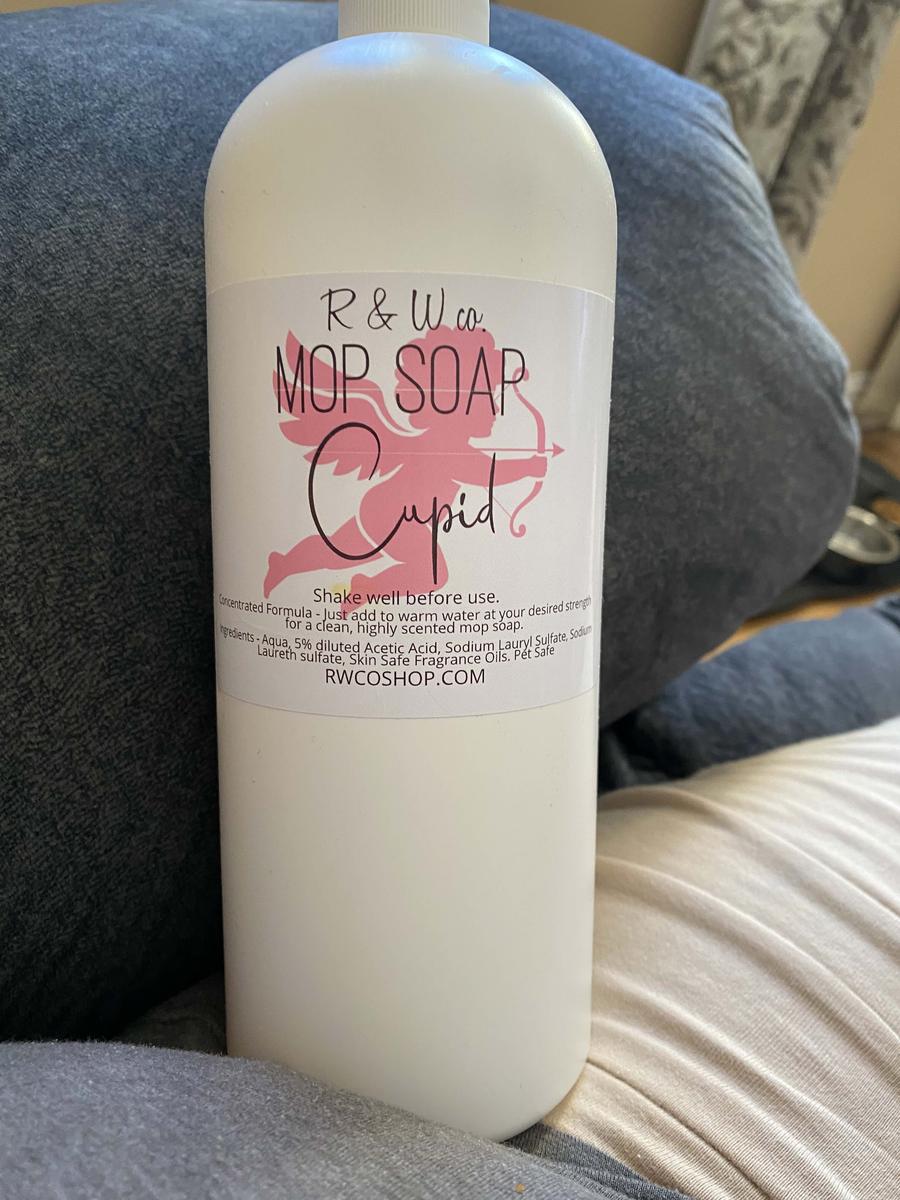 R & W co.
MOP SOAP
Cupid
Shake well before use.
Concentrated Formula - Just add to warm water at your desired strength
for a clean, highly scented mop soap.
Ingredients - Aqua, 5% diluted Acetic Acid, Sodium Lauryl Sulfate, Sodium
Laureth sulfate, Skin Safe Fragrance Oils. Pet Safe
RWCOSHOP.COM